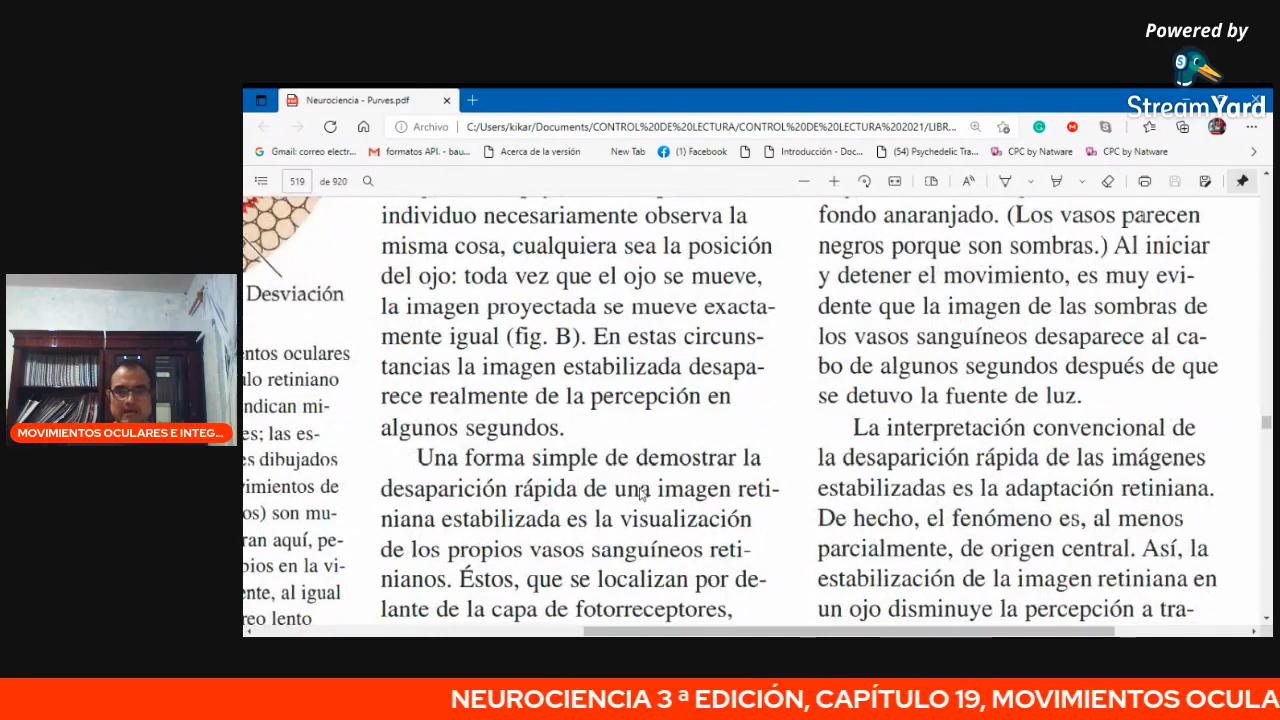 Powered by
StreamYard
Neurociencia - Purves.pdf
Archivo
C:/Users/kikar/Documents/CONTROL%20DE%20LECTURA/CONTROL%20DE%20LECTURA%202021/LIBR...
Gmail: correo electr...
formatos API. - bau...
Acerca de la versión
New Tab
(1) Facebook
Introducción - Doc...
(54) Psychedelic Tra...
CPC by Natware
CPC by Natware
519
de 920
Desviación
entos oculares
ulo retiniano
ndican mi-
es; las es-
es dibujados
vimientos de
os) son mu-
ran aquí, pe-
bios en la vi-
ente, al igual
reo lento
individuo necesariamente observa la
misma cosa, cualquiera sea la posición
del ojo: toda vez que el ojo se mueve,
la imagen proyectada se mueve exacta-
mente igual (fig. B). En estas circuns-
tancias la imagen estabilizada desapa-
rece realmente de la percepción en
algunos segundos.
Una forma simple de demostrar la
desaparición rápida de una imagen reti-
niana estabilizada es la visualización
de los propios vasos sanguíneos reti-
nianos. Éstos, que se localizan por de-
lante de la capa de fotorreceptores,
fondo anaranjado. (Los vasos parecen
negros porque son sombras.) Al iniciar
y detener el movimiento, es muy evi-
dente que la imagen de las sombras de
los vasos sanguíneos desaparece al ca-
bo de algunos segundos después de que
se detuvo la fuente de luz.
La interpretación convencional de
la desaparición rápida de las imágenes
estabilizadas es la adaptación retiniana.
De hecho, el fenómeno es, al menos
parcialmente, de origen central. Así, la
estabilización de la imagen retiniana en
un ojo disminuye la percepción a tra-
MOVIMIENTOS OCULARES E INTEG...
NEUROCIENCIA 3 ª EDICIÓN, CAPÍTULO 19, MOVIMIENTOS OCULA